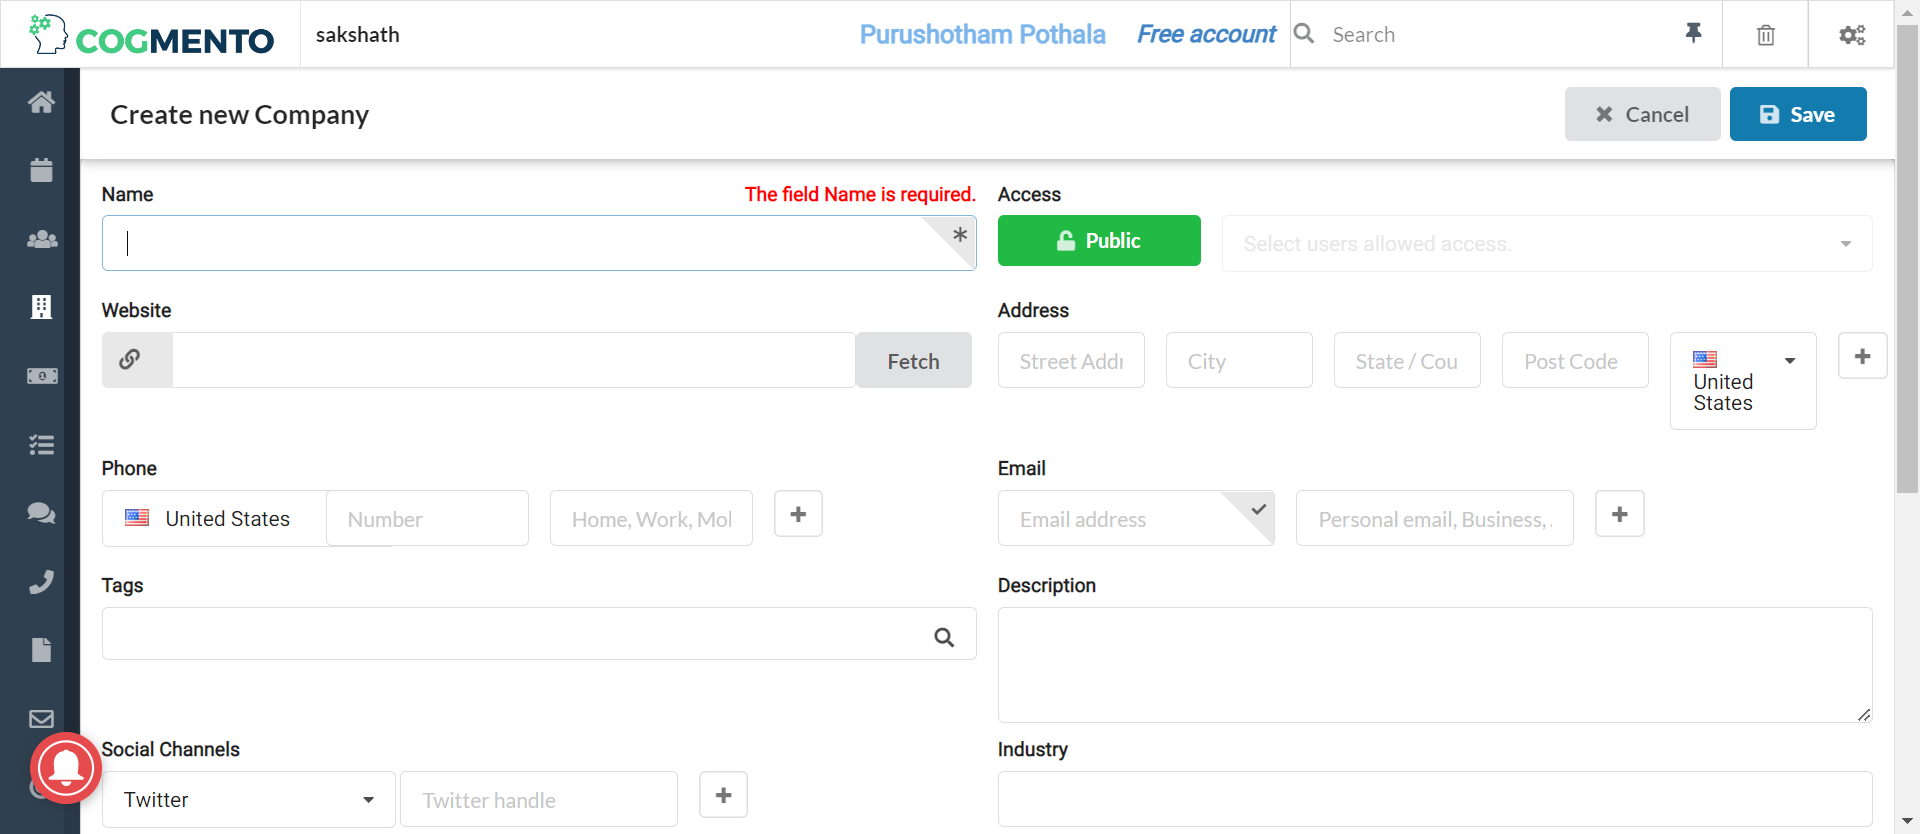 COGMENTO
sakshath
Purushotham Pothala
Free account
Search
Create new Company
Cancel
Save
Name
The field Name is required.
Access
Public
Select users allowed access.
Website
Fetch
Address
Street Addr
City
State / Cou
Post Code
United
States
Phone
United States
Number
Home, Work, Mol
Email
Email address
Personal email, Business, .
Tags
Description
Social Channels
Twitter
Twitter handle
Industry